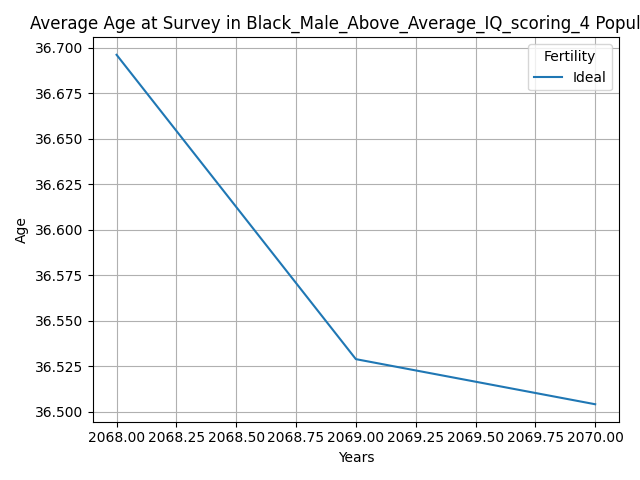 Average Age at Survey in Black_Male_Above_Average_IQ_scoring_4 Popul
Fertility
Ideal
36.700
36.675
36.650
36.625
36.600
36.575
36.550
36.525
36.500
Age
2068.00 2068.25 2068.50 2068.75 2069.00 2069.25 2069.50 2069.75 2070.00
Years